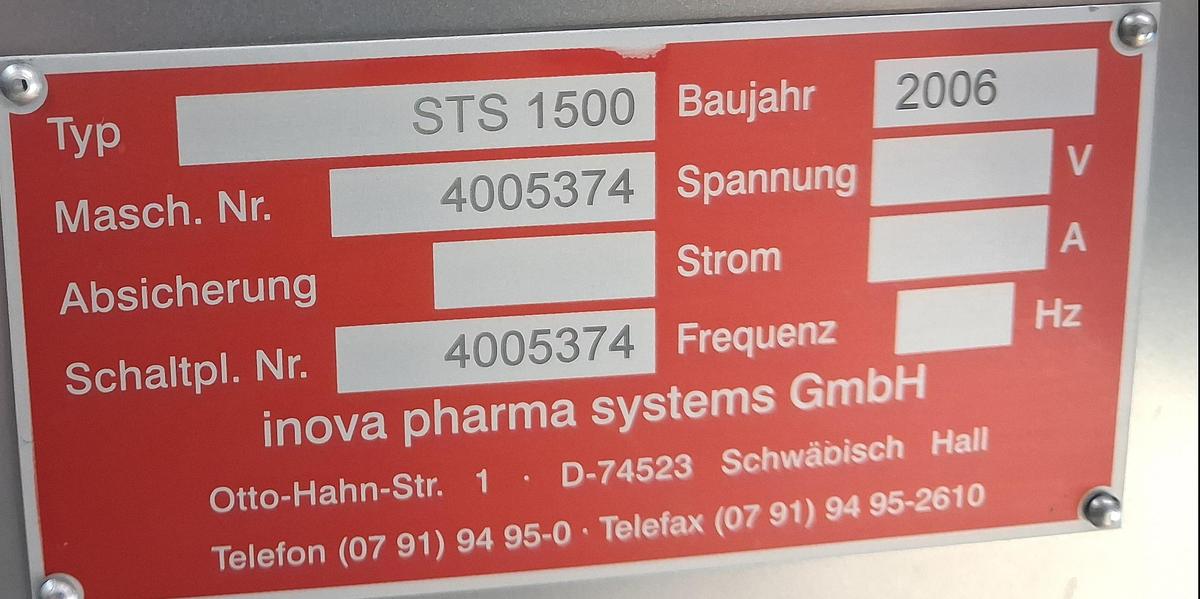 Typ STS 1500 Baujahr 2006
Masch. Nr. 4005374 Spannung V
Absicherung Strom A
Schaltpl. Nr. 4005374 Frequenz Hz
inova pharma systems GmbH
Otto-Hahn-Str. 1 · D-74523 Schwäbisch Hall
Telefon (07 91) 94 95-0 · Telefax (07 91) 94 95-2610